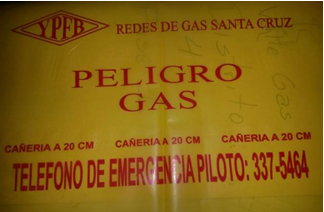 YPFB REDES DE GAS SANTA CRUZ
PELIGRO
GAS
CAÑERIA A 20 CM CAÑERIA A 20 CM CAÑERIA A 20 CM
TELEFONO DE EMERGENCIA PILOTO: 337-5464